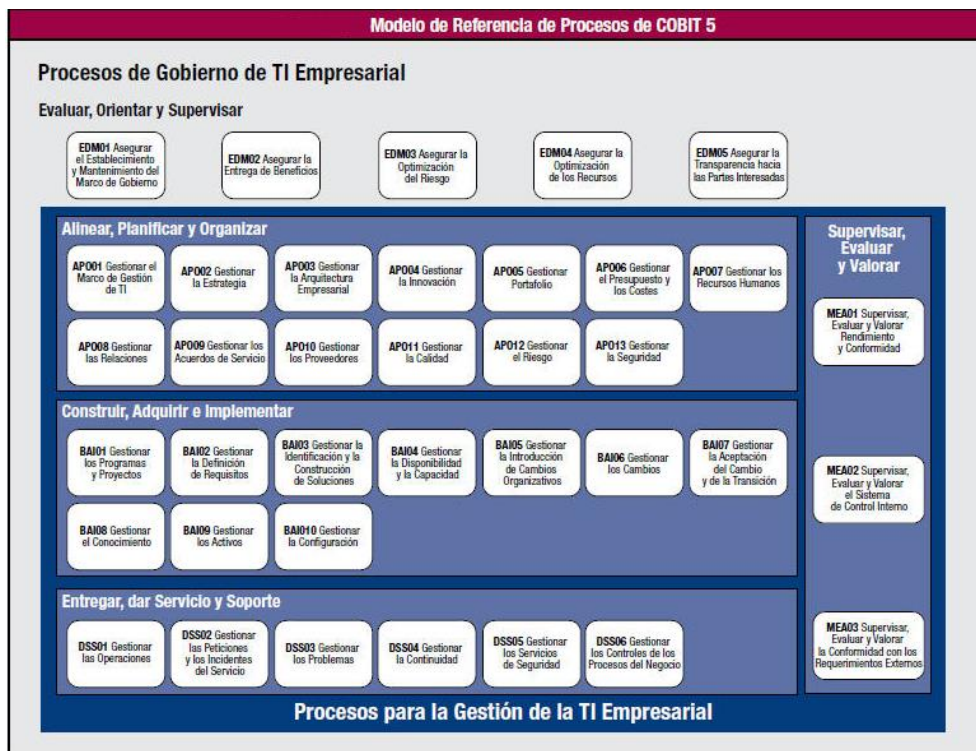 Modelo de Referencia de Procesos de COBIT 5
Procesos de Gobierno de TI Empresarial
Evaluar, Orientar y Supervisar
EDM01 Asegurar
el Establecimiento
y Mantenimiento del
Marco de Gobierno
EDM02 Asegurar la
Entrega de Beneficios
EDM03 Asegurar la
Optimización
del Riesgo
EDM04 Asegurar la
Optimización
de los Recursos
EDM05 Asegurar la
Transparencia hacia
las Partes Interesadas
Alinear, Planificar y Organizar
APO01 Gestionar el
Marco de Gestión
de TI
APO02 Gestionar
la Estrategia
APO03 Gestionar
la Arquitectura
Empresarial
APO04 Gestionar
la Innovación
APO05 Gestionar
Portafolio
APO06 Gestionar
el Presupuesto y
los Costes
APO07 Gestionar los
Recursos Humanos
APO08 Gestionar
las Relaciones
APO09 Gestionar los
Acuerdos de Servicio
APO10 Gestionar
los Proveedores
APO11 Gestionar
la Calidad
APO12 Gestionar
el Riesgo
APO13 Gestionar
la Seguridad
Construir, Adquirir e Implementar
BAI01 Gestionar
los Programas
y Proyectos
BAI02 Gestionar
la Definición
de Requisitos
BAI03 Gestionar la
Identificación y la
Construcción
de Soluciones
BAI04 Gestionar
la Disponibilidad
y la Capacidad
BAI05 Gestionar
la Introducción
de Cambios
Organizativos
BAI06 Gestionar
los Cambios
BAI07 Gestionar
la Aceptación
del Cambio
y de la Transición
BAI08 Gestionar
el Conocimiento
BAI09 Gestionar
los Activos
BAI010 Gestionar
la Configuración
Entregar, dar Servicio y Soporte
DSS01 Gestionar
las Operaciones
DSS02 Gestionar
las Peticiones
y los Incidentes
del Servicio
DSS03 Gestionar
los Problemas
DSS04 Gestionar
la Continuidad
DSS05 Gestionar
los Servicios
de Seguridad
DSS06 Gestionar
los Controles de los
Procesos del Negocio
Supervisar,
Evaluar
y Valorar
MEA01 Supervisar,
Evaluar y Valorar
Rendimiento
y Conformidad
MEA02 Supervisar,
Evaluar y Valorar
el Sistema
de Control Interno
MEA03 Supervisar,
Evaluar y Valorar
la Conformidad con los
Requerimientos Externos
Procesos para la Gestión de la TI Empresarial